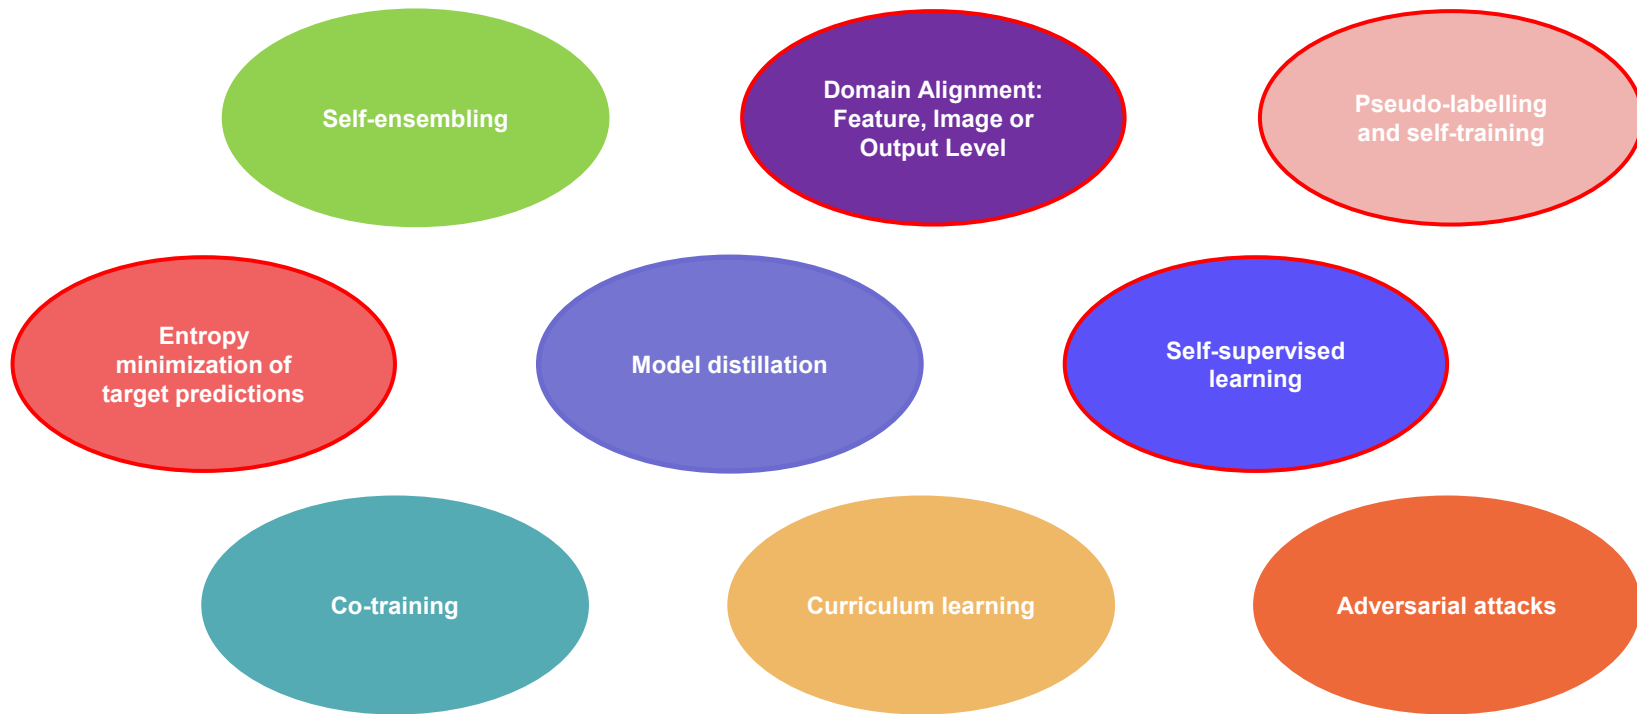 Self-ensembling
Domain Alignment:
Feature, Image or
Output Level
Pseudo-labelling
and self-training
Entropy
minimization of
target predictions
Model distillation
Self-supervised
learning
Co-training
Curriculum learning
Adversarial attacks